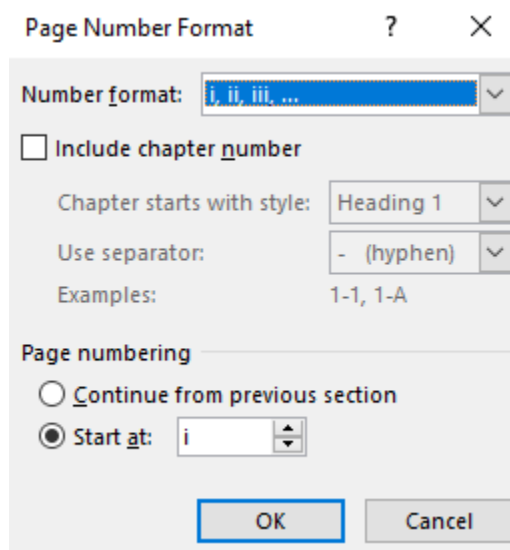 Page Number Format ? ×
Number format: i, ii, iii, ...
Include chapter number
Chapter starts with style: Heading 1
Use separator: - (hyphen)
Examples: 1-1, 1-A
Page numbering
Continue from previous section
Start at: i
OK Cancel